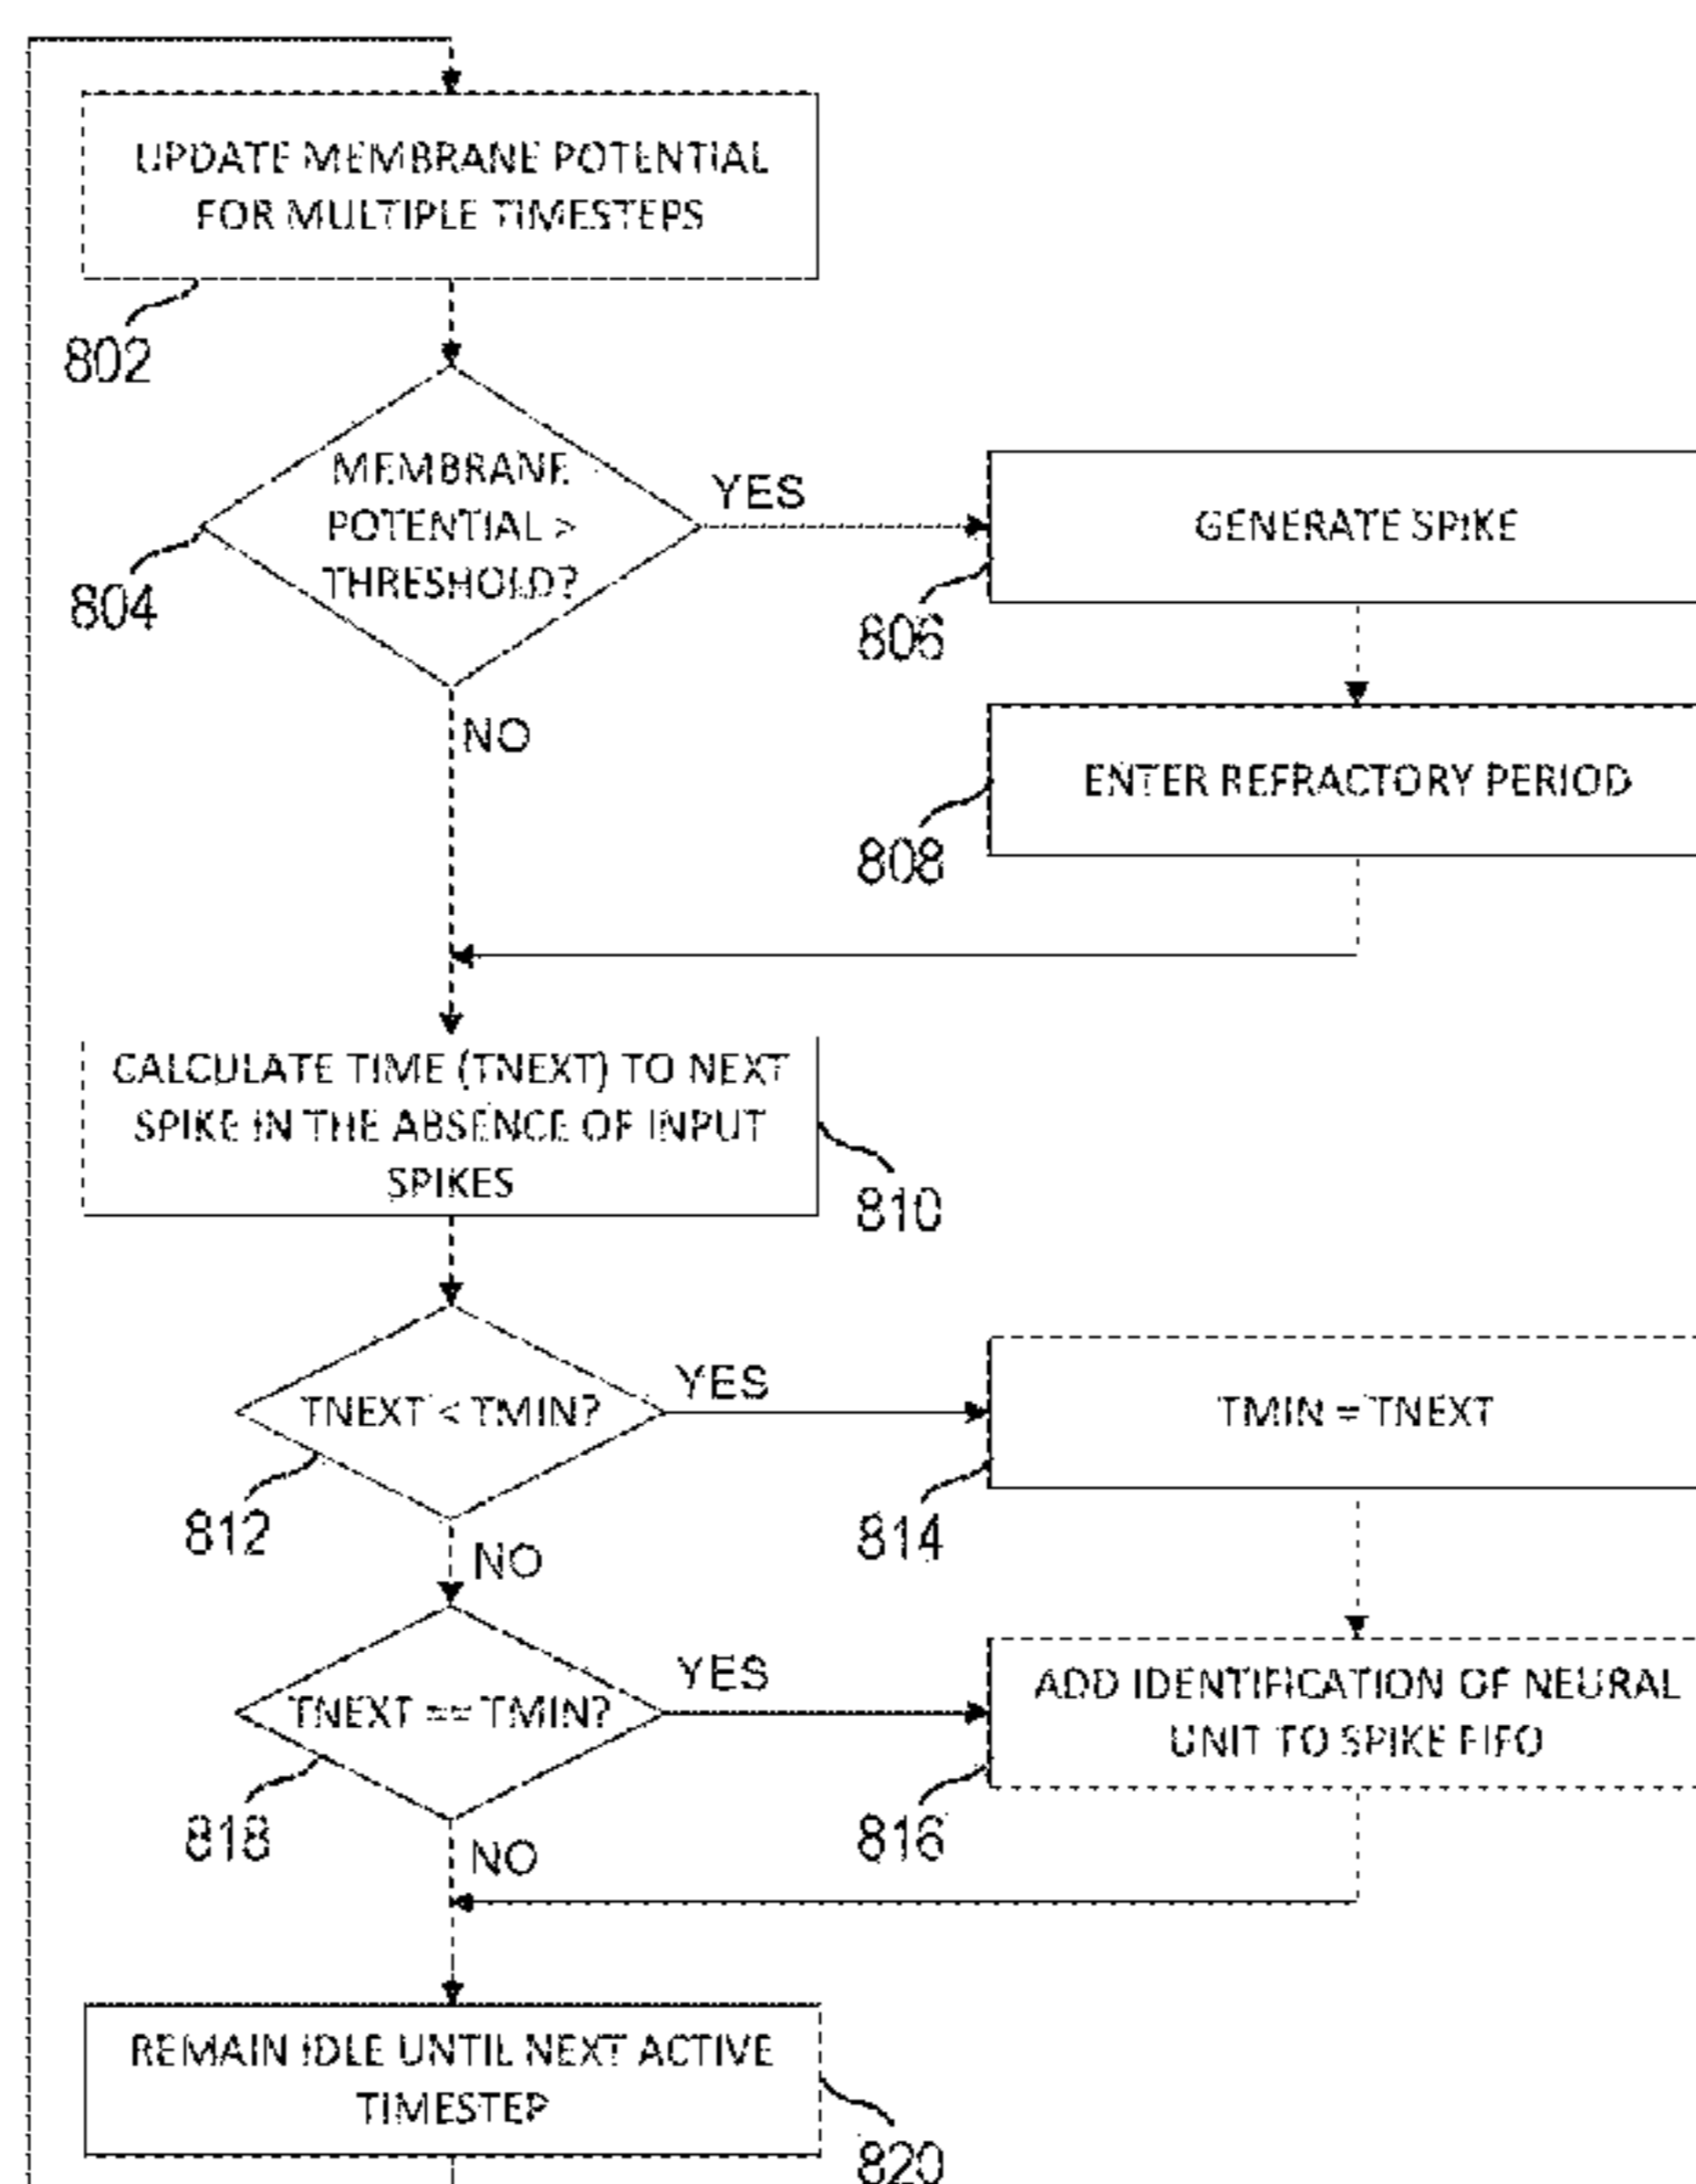 UPDATE MEMBRANE POTENTIAL
FOR MULTIPLE TIMESTEPS
802
MEMBRANE
POTENTIAL >
THRESHOLD?
804
YES
GENERATE SPIKE
806
NO
ENTER REFRACTORY PERIOD
808
CALCULATE TIME (TNEXT) TO NEXT
SPIKE IN THE ABSENCE OF INPUT
SPIKES
810
TNEXT < TMIN?
812
YES
TMIN = TNEXT
814
NO
TNEXT == TMIN?
818
YES
ADD IDENTIFICATION OF NEURAL
UNIT TO SPIKE FIFO
816
NO
REMAIN IDLE UNTIL NEXT ACTIVE
TIMESTEP
820